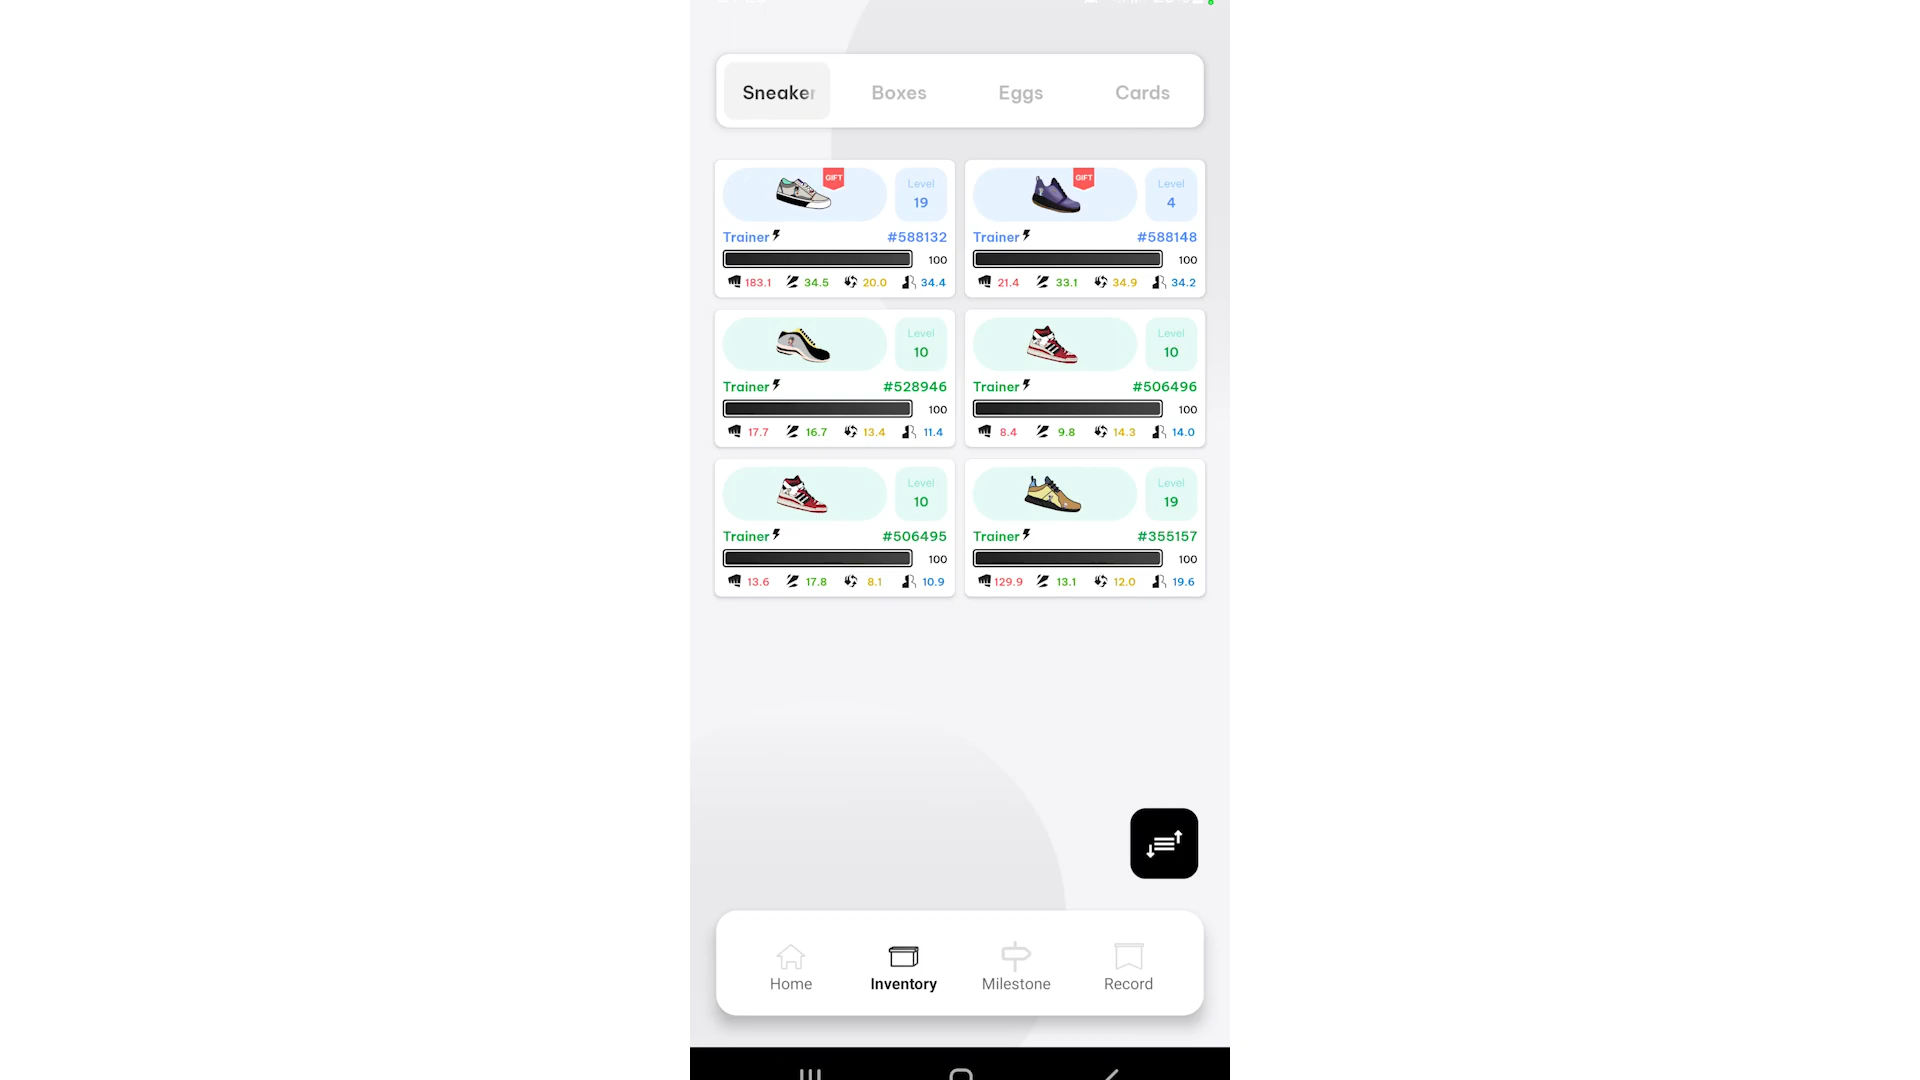 Sneaker Boxes Eggs Cards
GIFT Level GIFT Level
19 4
Trainer #588132 Trainer #588148
100 100
183.1 34.5 20.0 34.4 21.4 33.1 34.9 34.2
Level Level
10 10
Trainer #528946 Trainer #506496
100 100
17.7 16.7 13.4 11.4 8.4 9.8 14.3 14.0
Level Level
10 19
Trainer #506495 Trainer #355157
100 100
13.6 17.8 8.1 10.9 129.9 13.1 12.0 19.6
Home Inventory Milestone Record